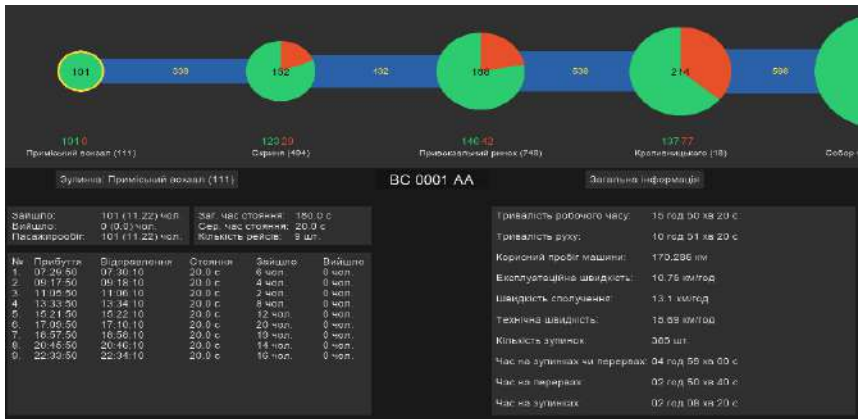 101 338 152 432 188 538 214 598
101 0 123 29 146 42 137 77
Приміський вокзал (111) Скриня (494) Привокзальний ринок (748) Кропивницького (18) Собор
Зупинка: Приміський вокзал (111) ВС 0001 АА Загальна інформація
Зайшло: 101 (11.22) чол. Заг. час стояння: 180.0 с
Вийшло: 0 (0.0) чол. Сер. час стояння: 20.0 с
Пасажирообіг: 101 (11.22) чол. Кількість рейсів: 9 шт.
№ Прибуття Відправлення Стояння Зайшло Вийшло
1. 07:29:50 07:30:10 20.0 с 6 чол. 0 чол.
2. 09:17:50 09:18:10 20.0 с 4 чол. 0 чол.
3. 11:05:50 11:06:10 20.0 с 2 чол. 0 чол.
4. 13:33:50 13:34:10 20.0 с 8 чол. 0 чол.
5. 15:21:50 15:22:10 20.0 с 12 чол. 0 чол.
6. 17:09:50 17:10:10 20.0 с 20 чол. 0 чол.
7. 18:57:50 18:58:10 20.0 с 19 чол. 0 чол.
8. 20:45:50 20:46:10 20.0 с 14 чол. 0 чол.
9. 22:33:50 22:34:10 20.0 с 16 чол. 0 чол.
Тривалість робочого часу: 15 год 50 хв 20 с
Тривалість руху: 10 год 51 хв 20 с
Корисний пробіг машини: 170.286 км
Експлуатаційна швидкість: 10.75 км/год
Швидкість сполучення: 13.1 км/год
Технічна швидкість: 15.69 км/год
Кількість зупинок: 385 шт.
Час на зупинках чи перервах: 04 год 59 хв 00 с
Час на перервах: 02 год 50 хв 40 с
Час на зупинках 02 год 08 хв 20 с